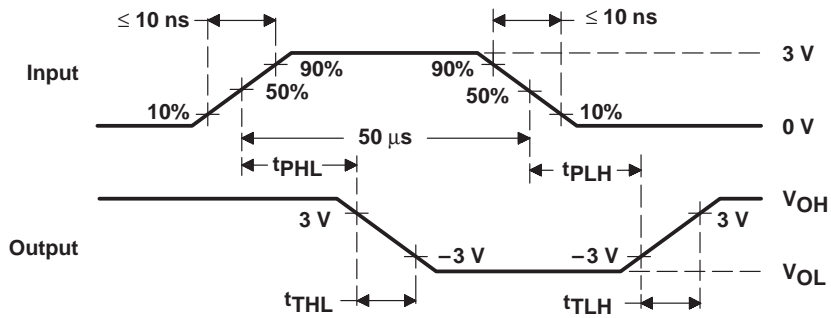 ≤ 10 ns ≤ 10 ns
3 V
Input 90% 90%
50% 50%
10% 10%
0 V
50 μs
tPHL tPLH
VOH
3 V 3 V
Output −3 V −3 V
VOL
tTHL tTLH